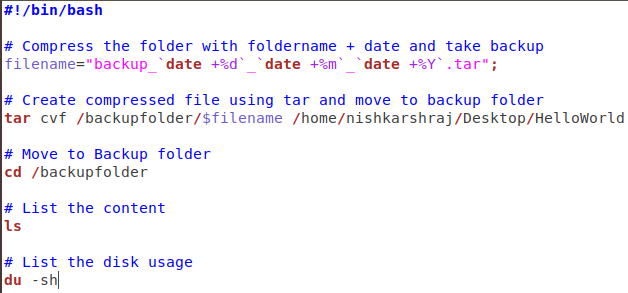 #!/bin/bash
# Compress the folder with foldername + date and take backup
filename="backup_`date +%d`_`date +%m`_`date +%Y`.tar";
# Create compressed file using tar and move to backup folder
tar cvf /backupfolder/$filename /home/nishkarshraj/Desktop/HelloWorld
# Move to Backup folder
cd /backupfolder
# List the content
ls
# List the disk usage
du -sh